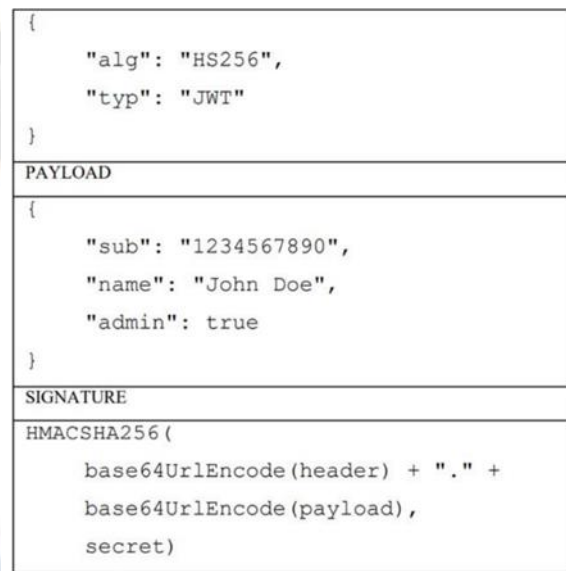 {
"alg": "HS256",
"typ": "JWT"
}
PAYLOAD
{
"sub": "1234567890",
"name": "John Doe",
"admin": true
}
SIGNATURE
HMACSHA256(
base64UrlEncode(header) + "." +
base64UrlEncode(payload),
secret)